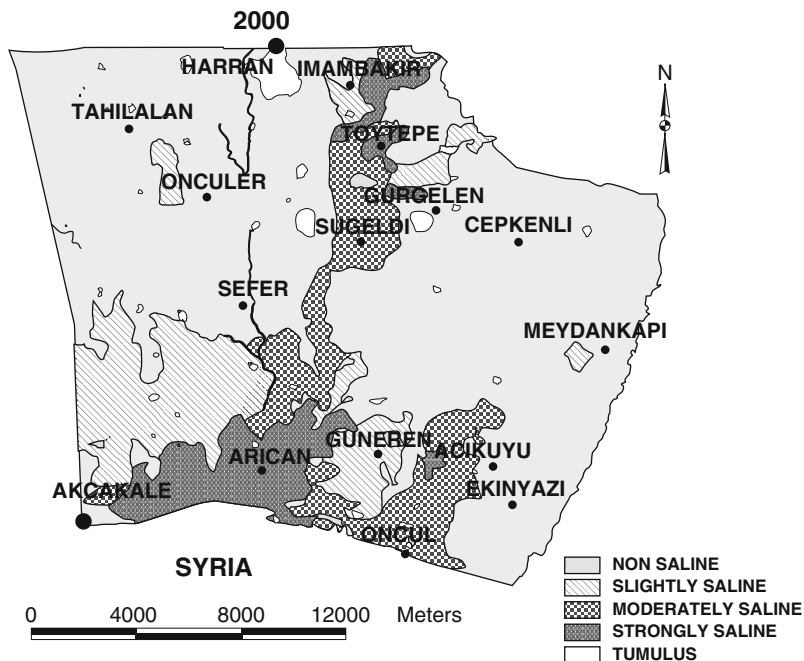 2000
HARRAN
IMAMBAKIR
N
TAHILALAN
TOYTEPE
ONCULER
GURGELEN
SUGELDI
CEPKENLI
SEFER
MEYDANKAPI
GUNEREN
ACIKUYU
ARICAN
AKCAKALE
EKINYAZI
ONCUL
SYRIA
NON SALINE
SLIGHTLY SALINE
MODERATELY SALINE
STRONGLY SALINE
TUMULUS
0 4000 8000 12000 Meters